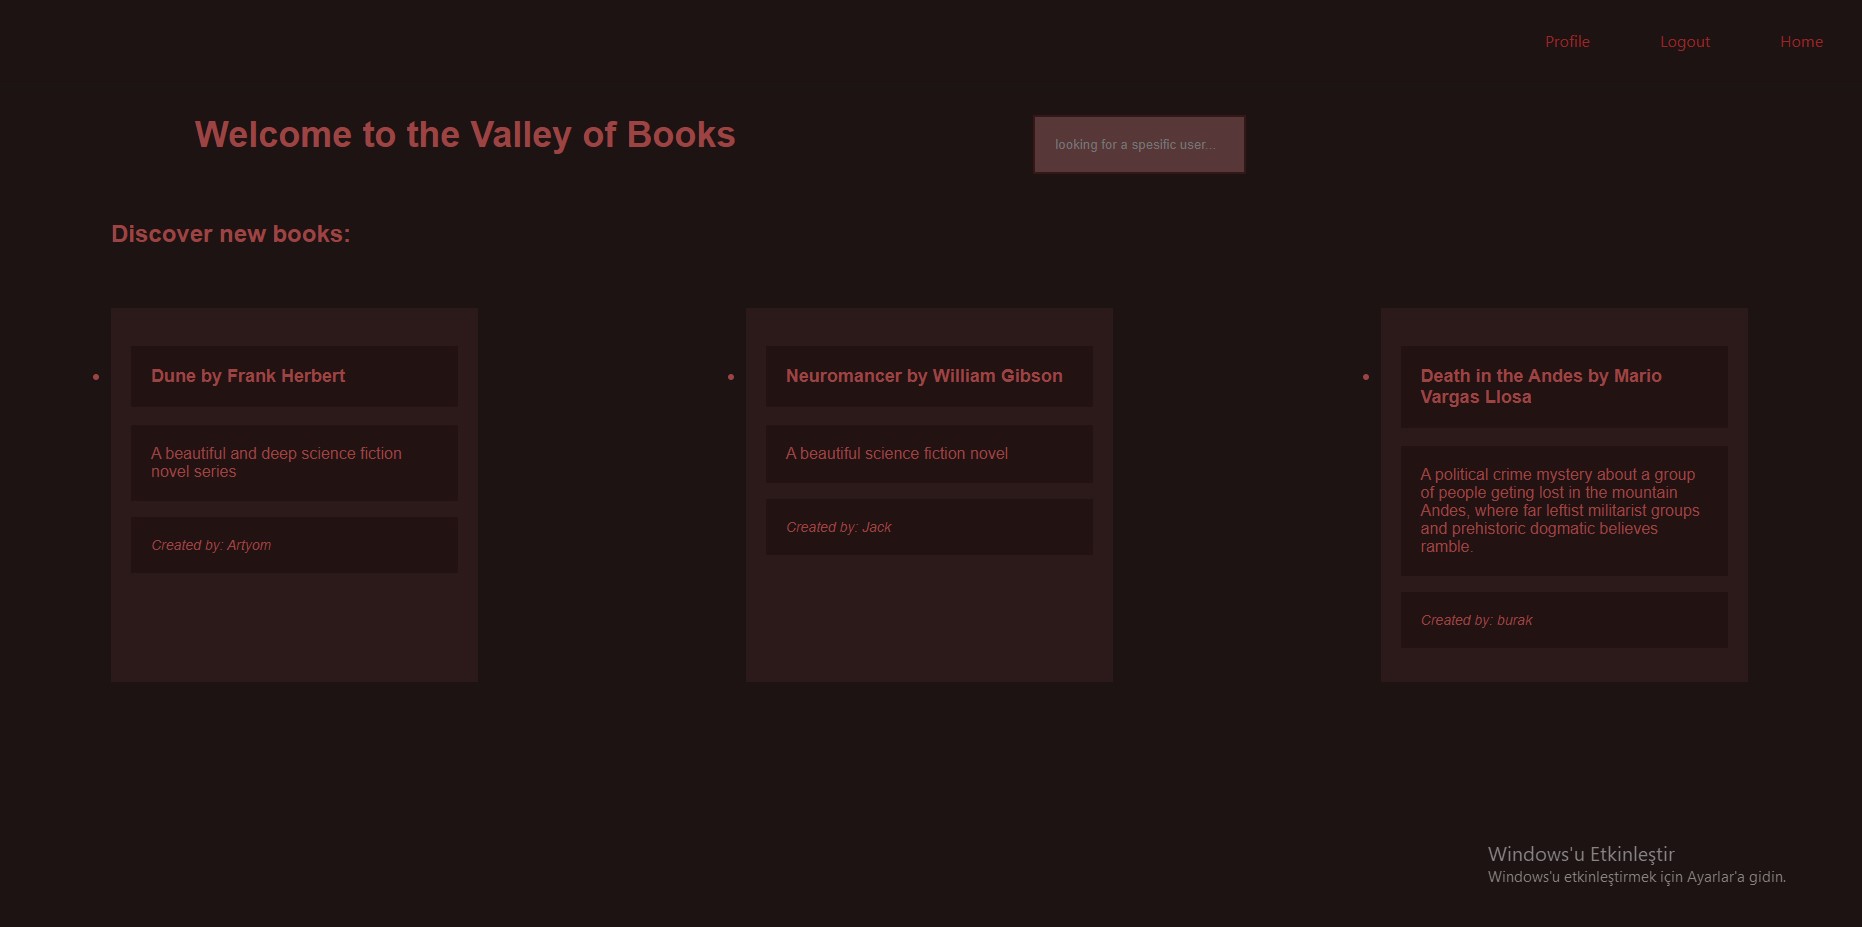 Profile Logout Home
Welcome to the Valley of Books
looking for a spesific user...
Discover new books:
Dune by Frank Herbert
A beautiful and deep science fiction
novel series
Created by: Artyom
Neuromancer by William Gibson
A beautiful science fiction novel
Created by: Jack
Death in the Andes by Mario
Vargas Llosa
A political crime mystery about a group
of people geting lost in the mountain
Andes, where far leftist militarist groups
and prehistoric dogmatic believes
ramble.
Created by: burak
Windows'u Etkinleştir
Windows'u etkinleştirmek için Ayarlar'a gidin.